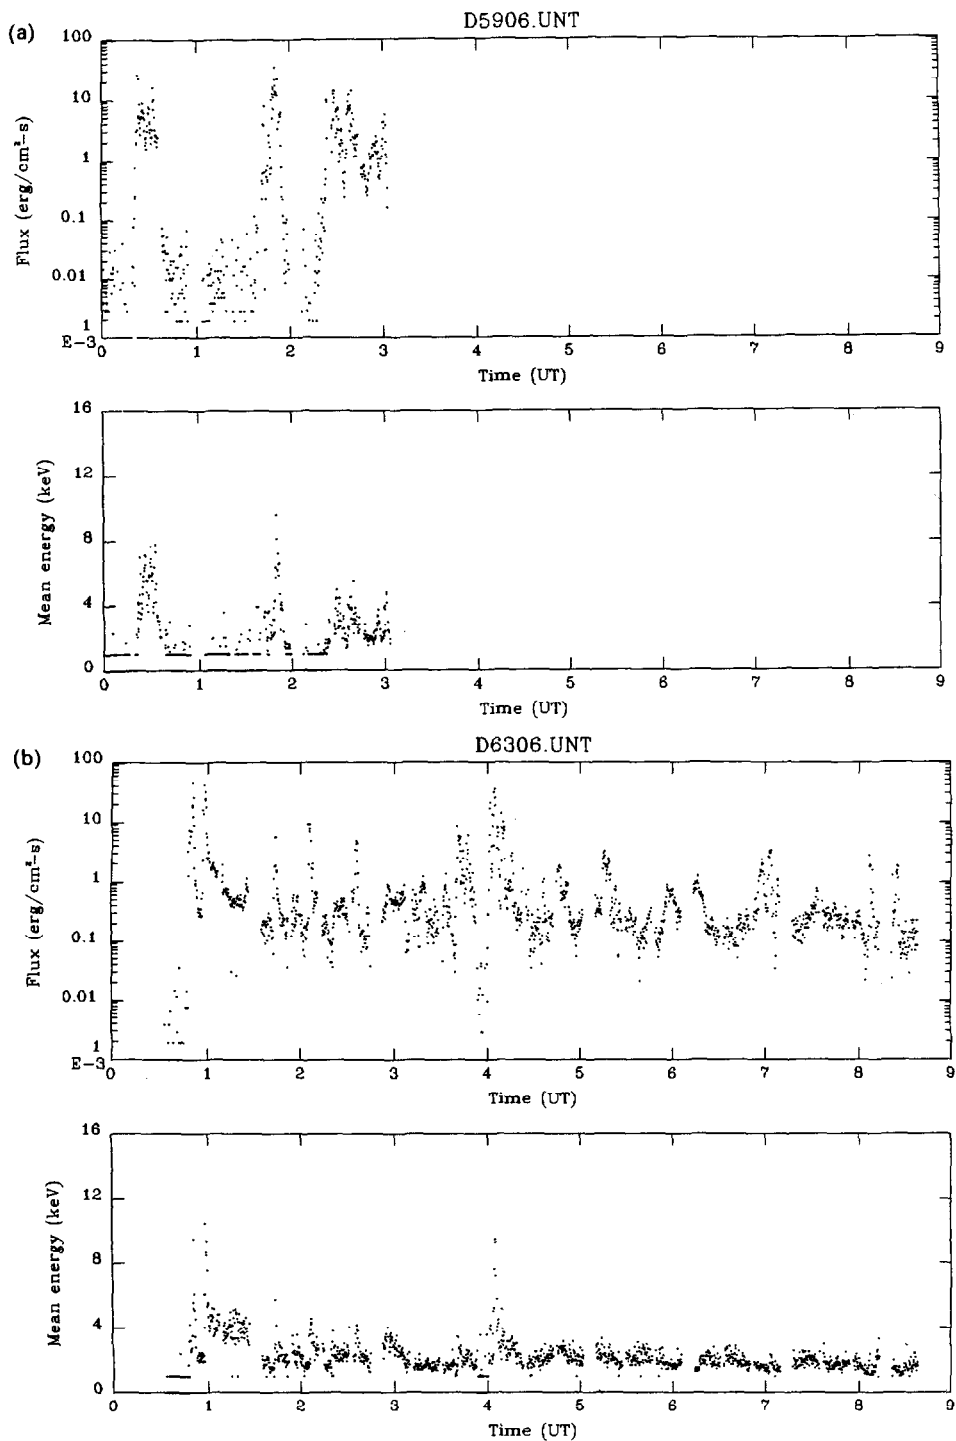 (a)
D5906.UNT
100
10
1
0.1
0.01
1
E-3
Flux (erg/cm²-s)
0 1 2 3 4 5 6 7 8 9
Time (UT)
16
12
8
4
0
Mean energy (keV)
0 1 2 3 4 5 6 7 8 9
Time (UT)
(b)
D6306.UNT
100
10
1
0.1
0.01
1
E-3
Flux (erg/cm²-s)
0 1 2 3 4 5 6 7 8 9
Time (UT)
16
12
8
4
0
Mean energy (keV)
0 1 2 3 4 5 6 7 8 9
Time (UT)